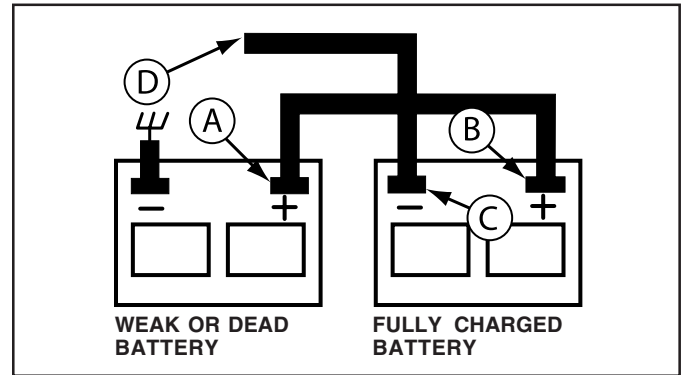 D
A
B
C
− +
− +
WEAK OR DEAD
BATTERY
FULLY CHARGED
BATTERY